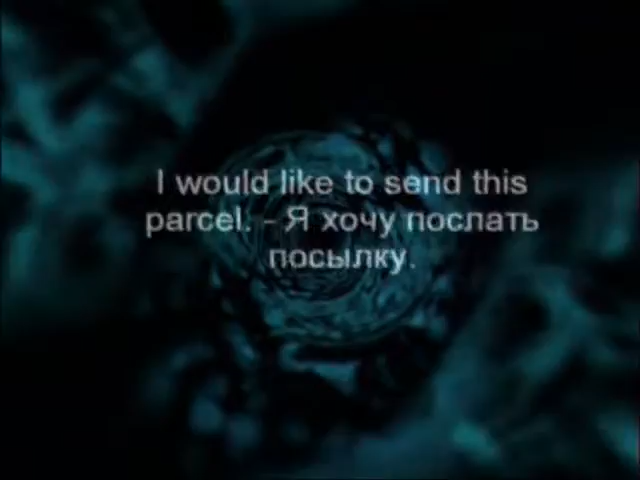 I would like to send this
parcel. - Я хочу послать
посылку.